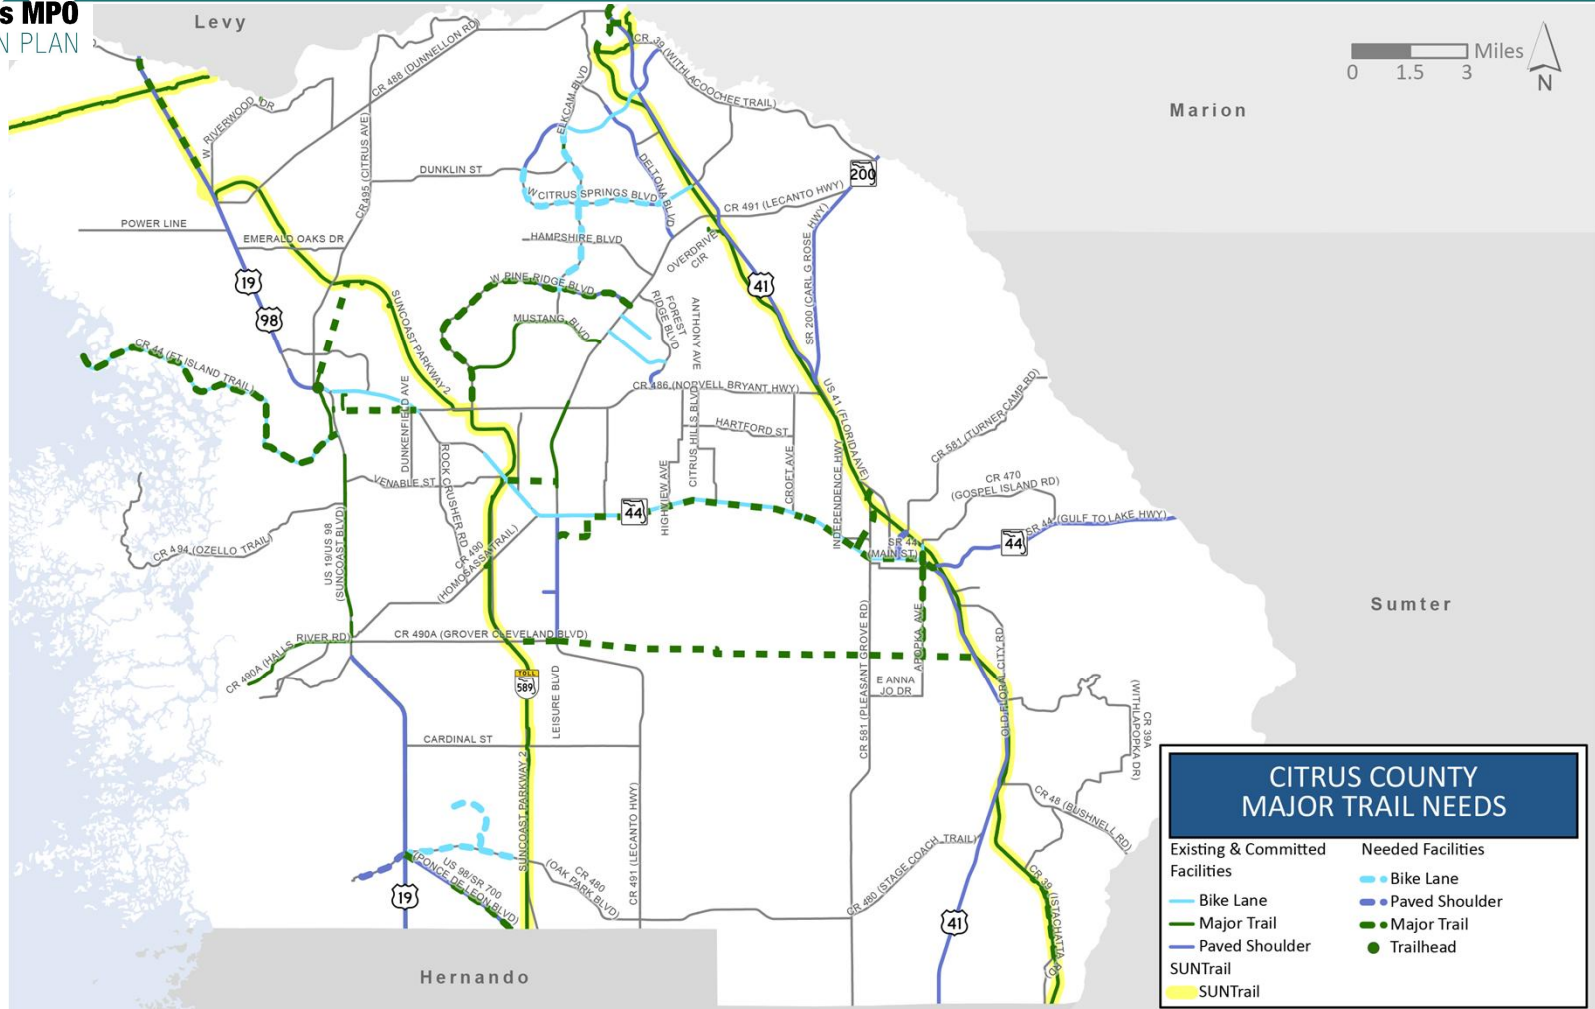 s MPO
N PLAN
Levy
Marion
Sumter
Hernando
Miles
0 1.5 3
N
CR 39 (WITHLACOOCHEE TRAIL)
CR 488 (DUNNELLON RD)
W RIVERWOOD DR
CR 495 (CITRUS AVE)
ELKCAM BLVD
DUNKLIN ST
DELTONA BLVD
W CITRUS SPRINGS BLVD
CR 491 (LECANTO HWY)
200
POWER LINE
EMERALD OAKS DR
HAMPSHIRE BLVD
OVERDRIVE
CIR
SR 200 (CARL G ROSE HWY)
19
98
41
W PINE RIDGE BLVD
SUNCOAST PARKWAY 2
MUSTANG BLVD
FOREST
RIDGE BLVD
ANTHONY AVE
CR 44 (FT ISLAND TRAIL)
DUNKENFIELD AVE
CR 486 (NORVELL BRYANT HWY)
US 41 (FLORIDA AVE)
CR 581 (TURNER CAMP RD)
HARTFORD ST
CITRUS HILLS BLVD
CROFT AVE
INDEPENDENCE HWY
HIGHVIEW AVE
CR 470
(GOSPEL ISLAND RD)
ROCK CRUSHER RD
VENABLE ST
44
SR 44 (GULF TO LAKE HWY)
44
SR 44
(MAIN ST)
CR 494 (OZELLO TRAIL)
US 19/US 98
(SUNCOAST BLVD)
CR 490
(HOMOSASSA TRAIL)
CR 490A (HALLS RIVER RD)
CR 490A (GROVER CLEVELAND BLVD)
CR 581 (PLEASANT GROVE RD)
APOPKA AVE
OLD FLORAL CITY RD
E ANNA
JO DR
TOLL
589
LEISURE BLVD
CARDINAL ST
CR 39A
(WITHLAPOPKA DR)
CR 48 (BUSHNELL RD)
SUNCOAST PARKWAY 2
CR 491 (LECANTO HWY)
CR 480 (STAGE COACH TRAIL)
CR 480
(OAK PARK BLVD)
US 98/SR 700
(PONCE DE LEON BLVD)
19
41
CR 39 (ISTACHATTA RD)
CITRUS COUNTY
MAJOR TRAIL NEEDS
Existing & Committed
Facilities
Bike Lane
Major Trail
Paved Shoulder
SUNTrail
SUNTrail
Needed Facilities
Bike Lane
Paved Shoulder
Major Trail
Trailhead